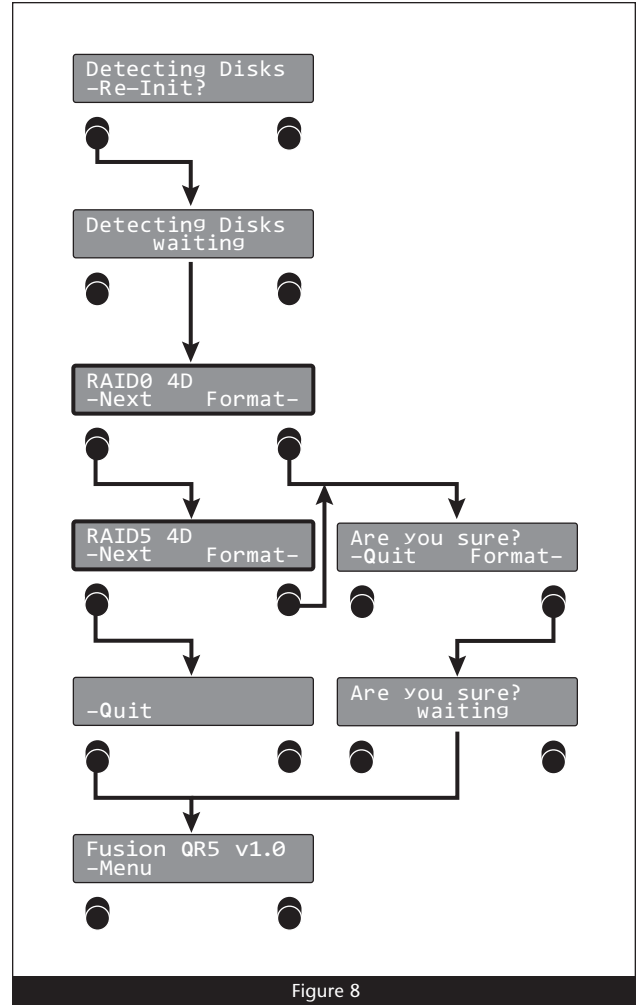 Detecting Disks
–Re–Init?
Detecting Disks
waiting
RAID0 4D
–Next Format–
RAID5 4D
–Next Format–
Are you sure?
–Quit Format–
–Quit
Are you sure?
waiting
Fusion QR5 v1.0
–Menu
Figure 8